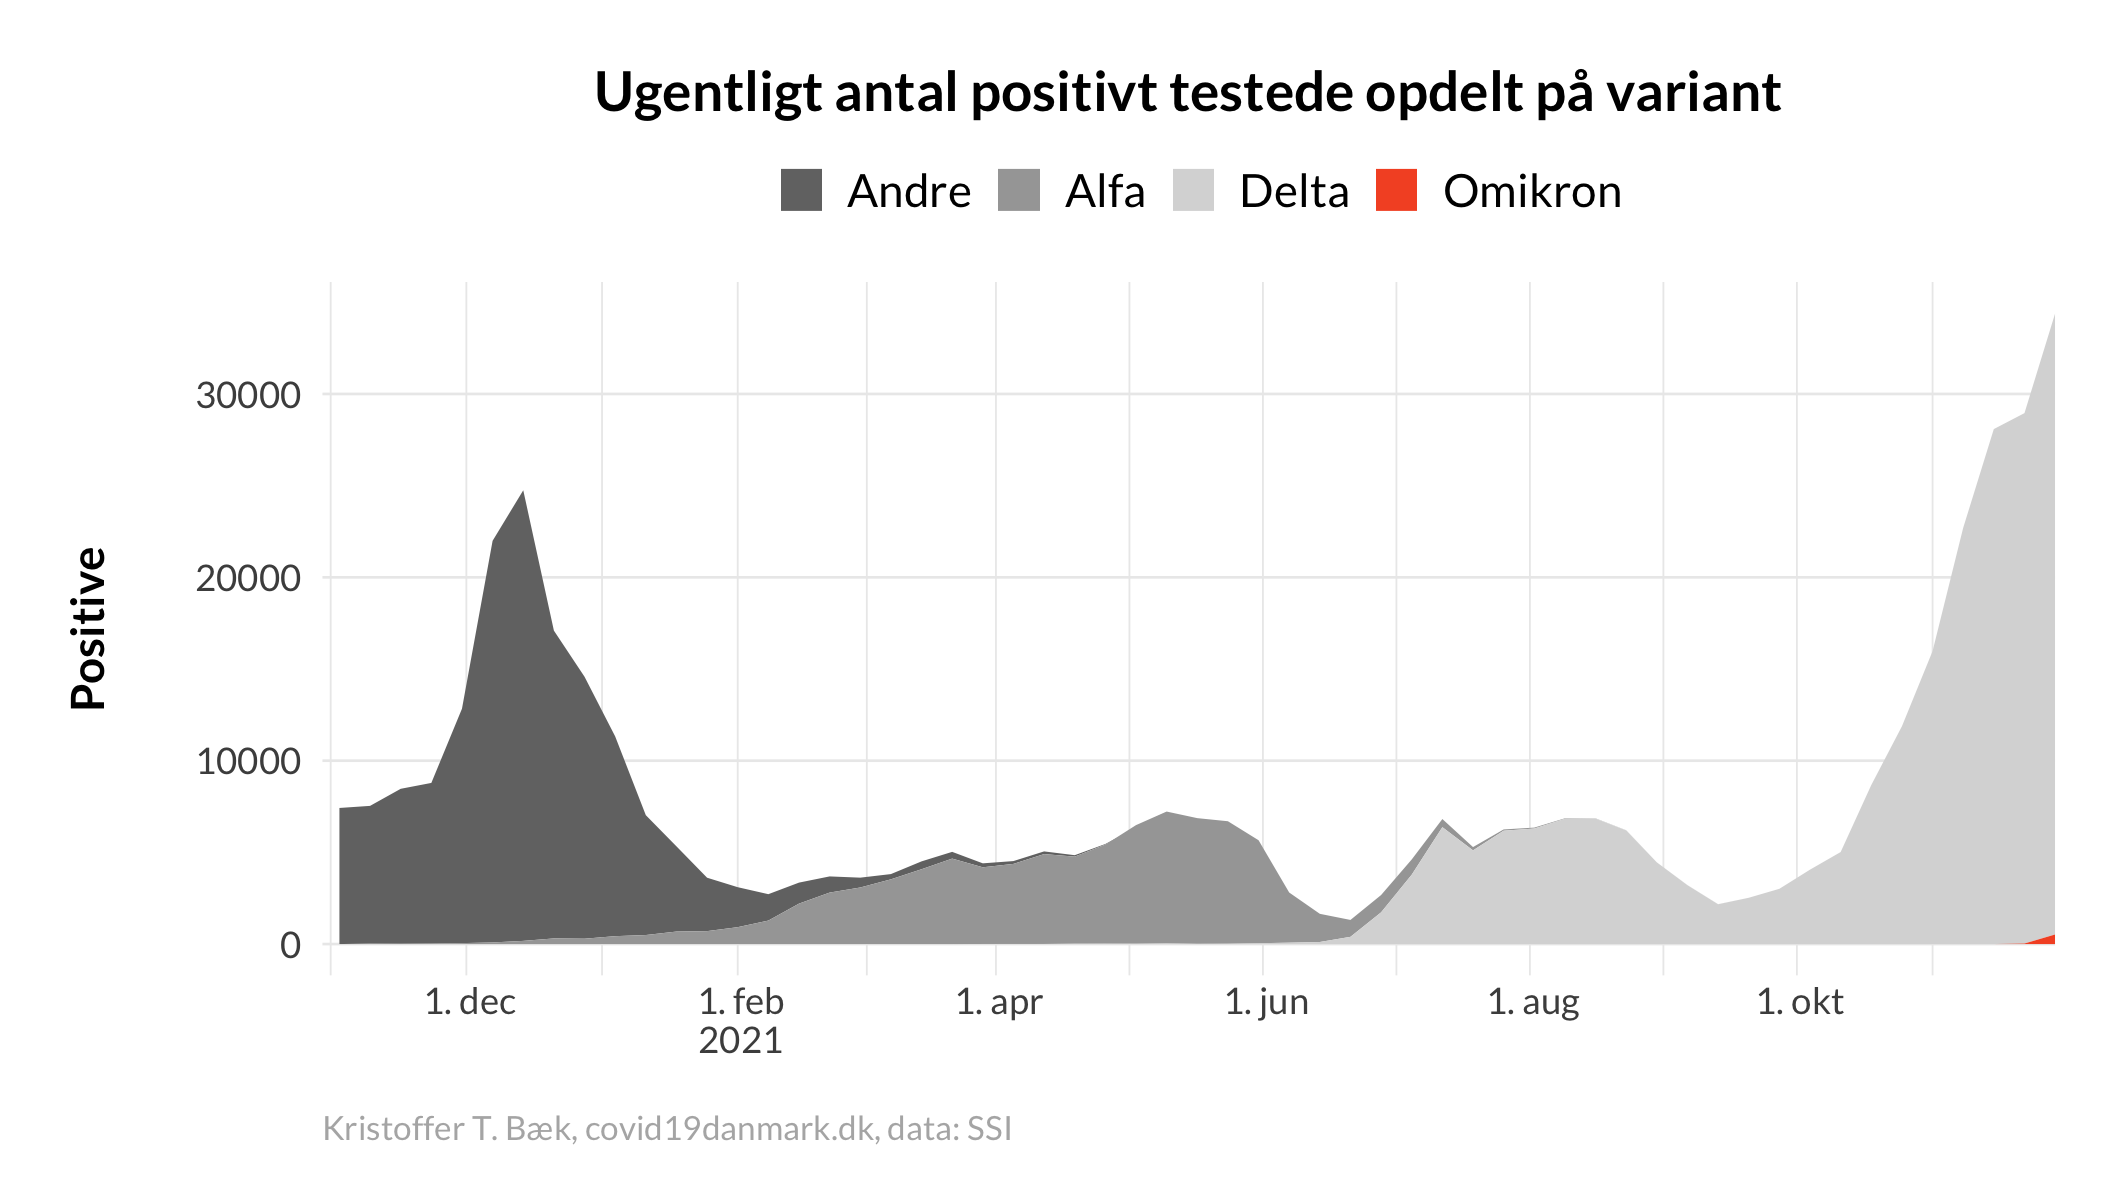 Ugentligt antal positivt testede opdelt på variant
Andre Alfa Delta Omikron
Positive
30000
20000
10000
0
1. dec 1. feb 1. apr 1. jun 1. aug 1. okt
2021
Kristoffer T. Bæk, covid19danmark.dk, data: SSI